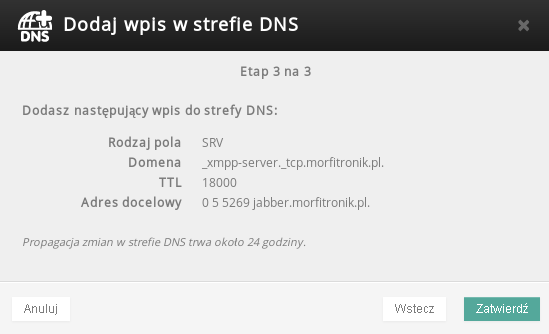 DNS
Dodaj wpis w strefie DNS
Etap 3 na 3
Dodasz następujący wpis do strefy DNS:
Rodzaj pola SRV
Domena _xmpp-server._tcp.morfitronik.pl.
TTL 18000
Adres docelowy 0 5 5269 jabber.morfitronik.pl.
Propagacja zmian w strefie DNS trwa około 24 godziny.
Anuluj Wstecz Zatwierdź